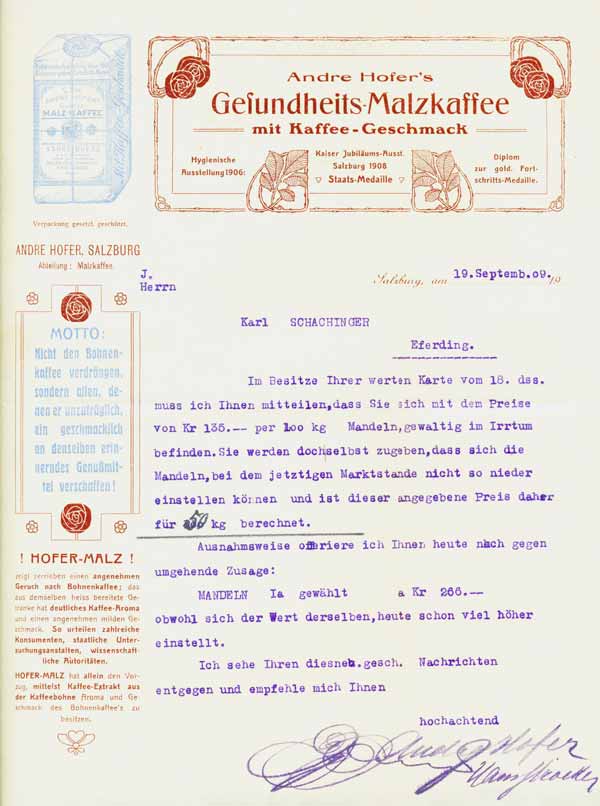 MALZ-KAFFEE
Andre Hofer's
Gesundheits-Malzkaffee
mit Kaffee-Geschmack
Hygienische
Ausstellung 1906:
Kaiser Jubiläums-Ausst.
Salzburg 1908
▽ Staats-Medaille ▽
Diplom
zur gold. Fort-
schritts-Medaille.
Verpackung gesetzl. geschützt.
ANDRE HOFER, SALZBURG
Abteilung: Malzkaffee.
MOTTO:
Nicht den Bohnen-
kaffee verdrängen,
sondern allen, de-
nen er unzuträglich,
ein geschmacklich
an denselben erin-
nerndes Genußmit-
tel verschaffen!
! HOFER-MALZ !
zeigt zerrieben einen angenehmen
Geruch nach Bohnenkaffee; das
aus demselben heiss bereitete Ge-
tränke hat deutliches Kaffee-Aroma
und einen angenehmen milden Ge-
schmack. So urteilen zahlreiche
Konsumenten, staatliche Unter-
suchungsanstalten, wissenschaft-
liche Autoritäten.
HOFER-MALZ hat allein den Vor-
zug, mittelst Kaffee-Extrakt aus
der Kaffeebohne Aroma und Ge-
schmack des Bohnenkaffee's zu
besitzen.
Salzburg, am 19.Septemb.09. 19
J.
Herrn
Karl SCHACHINGER
Eferding.
Im Besitze Ihrer werten Karte vom 18. dss.
muss ich Ihnen mitteilen,dass Sie sich mit dem Preise
von Kr 135.-- per 100 kg Mandeln,gewaltig im Irrtum
befinden.Sie werden dochselbst zugeben,dass sich die
Mandeln,bei dem jetztigen Marktstande nicht so nieder
einstellen können und ist dieser angegebene Preis daher
für 50 kg berechnet.
Ausnahmsweise offeriere ich Ihnen heute nach gegen
umgehende Zusage:
MANDELN Ia gewählt a Kr 266.--
obwohl sich der Wert derselben,heute schon viel höher
einstellt.
Ich sehe Ihren diesneb.gesch. Nachrichten
entgegen und empfehle mich Ihnen
hochachtend
Andre Hofer